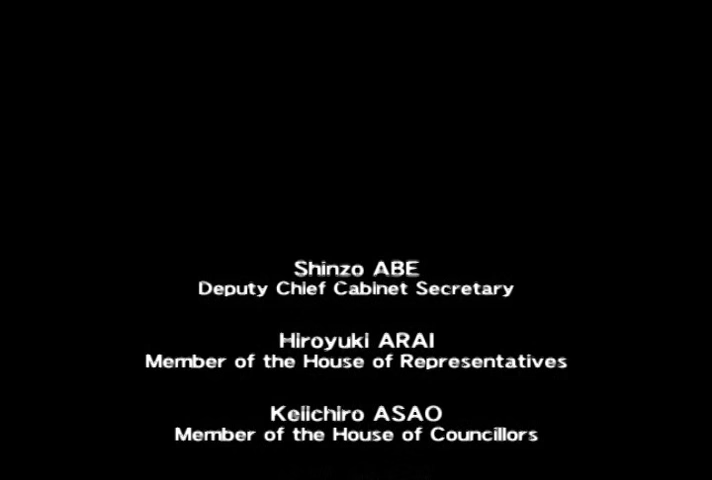 Shinzo ABE
Deputy Chief Cabinet Secretary
Hiroyuki ARAI
Member of the House of Representatives
Keiichiro ASAO
Member of the House of Councillors